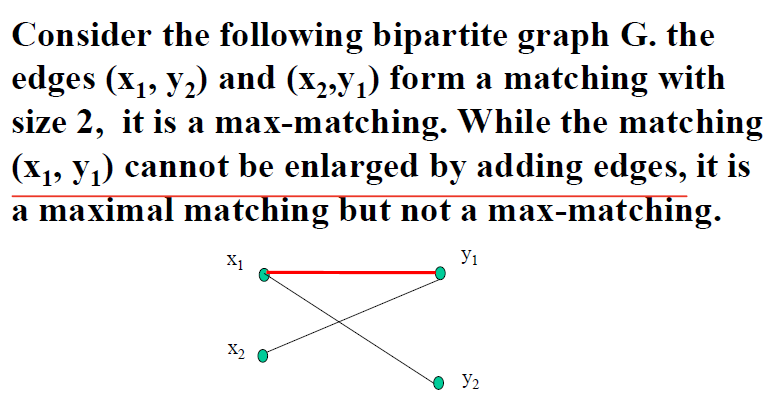 Consider the following bipartite graph G. the
edges (x₁, y₂) and (x₂,y₁) form a matching with
size 2, it is a max-matching. While the matching
(x₁, y₁) cannot be enlarged by adding edges, it is
a maximal matching but not a max-matching.
x₁ y₁
x₂
y₂